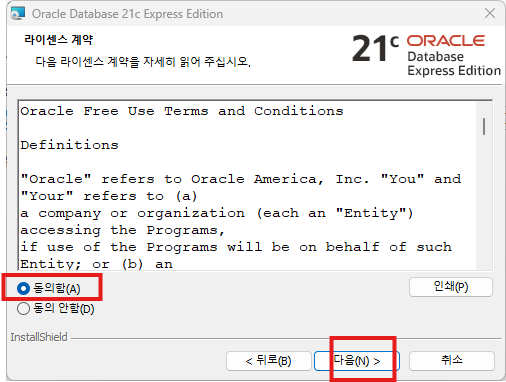 Oracle Database 21c Express Edition
라이센스 계약
다음 라이센스 계약을 자세히 읽어 주십시오.
21c ORACLE
Database
Express Edition
Oracle Free Use Terms and Conditions
Definitions
"Oracle" refers to Oracle America, Inc. "You" and
"Your" refers to (a)
a company or organization (each an "Entity")
accessing the Programs,
if use of the Programs will be on behalf of such
Entity; or (b) an
동의함(A)
인쇄(P)
동의 안함(D)
InstallShield
< 뒤로(B)
다음(N) >
취소